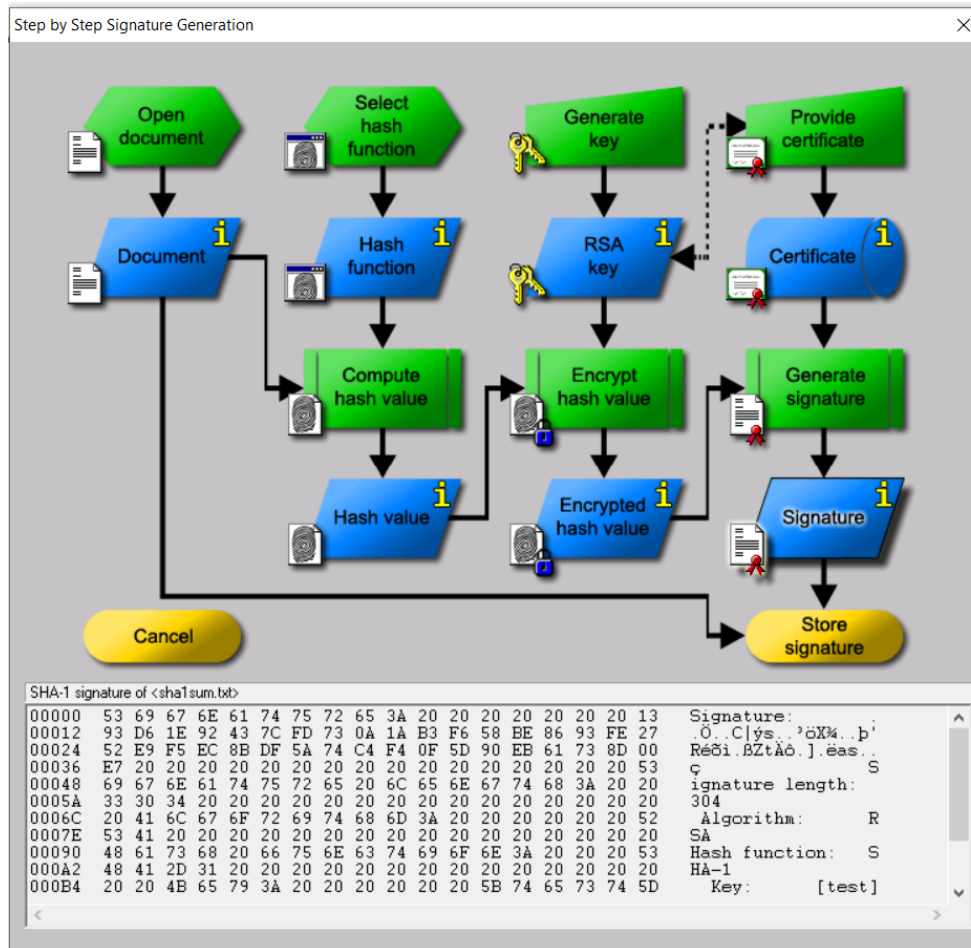 Step by Step Signature Generation
Open
document
Select
hash
function
Generate
key
Provide
certificate
Document
Hash
function
RSA
key
Certificate
Compute
hash value
Encrypt
hash value
Generate
signature
Hash value
Encrypted
hash value
Signature
Cancel
Store
signature
SHA-1 signature of <sha1sum.txt>
00000 53 69 67 6E 61 74 75 72 65 3A 20 20 20 20 20 20 20 13 Signature: .
00012 93 D6 1E 92 43 7C FD 73 0A 1A B3 F6 58 BE 86 93 FE 27 .Ö..C|ýs..³öX¾..þ'
00024 52 E9 F5 EC 8B DF 5A 74 C4 F4 0F 5D 90 EB 61 73 8D 00 Réõì.ßZtÄô.].ëas..
00036 E7 20 20 20 20 20 20 20 20 20 20 20 20 20 20 20 20 53 ç S
00048 69 67 6E 61 74 75 72 65 20 6C 65 6E 67 74 68 3A 20 20 ignature length:
0005A 33 30 34 20 20 20 20 20 20 20 20 20 20 20 20 20 20 20 304
0006C 20 41 6C 67 6F 72 69 74 68 6D 3A 20 20 20 20 20 20 52 Algorithm: R
0007E 53 41 20 20 20 20 20 20 20 20 20 20 20 20 20 20 20 20 SA
00090 48 61 73 68 20 66 75 6E 63 74 69 6F 6E 3A 20 20 20 53 Hash function: S
000A2 48 41 2D 31 20 20 20 20 20 20 20 20 20 20 20 20 20 20 HA-1
000B4 20 20 4B 65 79 3A 20 20 20 20 20 20 5B 74 65 73 74 5D Key: [test]